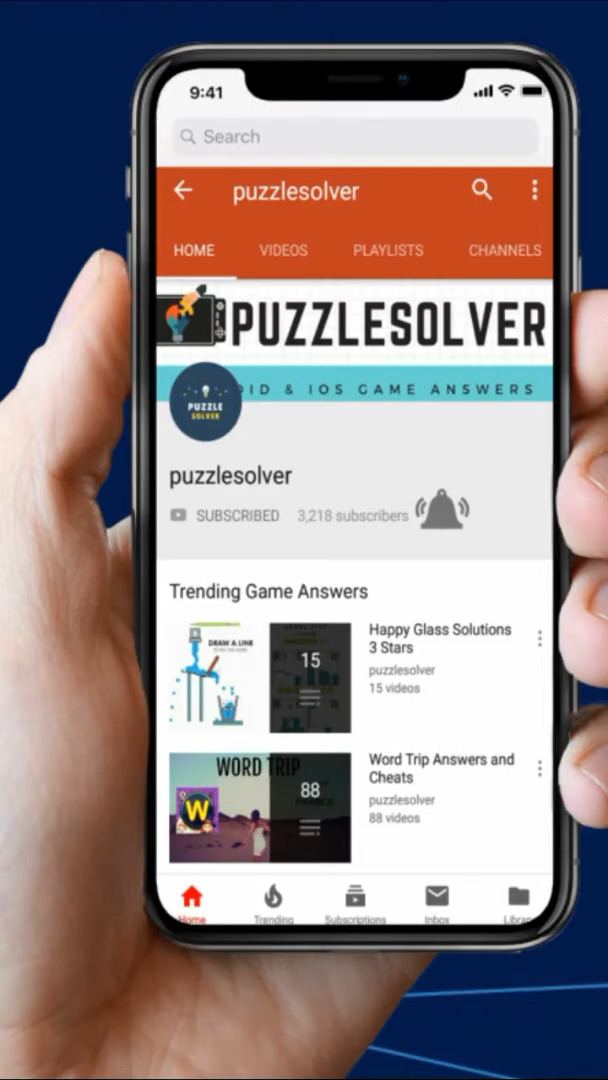 9:41
Search
puzzlesolver
HOME VIDEOS PLAYLISTS CHANNELS
PUZZLESOLVER
OID & IOS GAME ANSWERS
PUZZLE
SOLVER
puzzlesolver
SUBSCRIBED 3,218 subscribers
Trending Game Answers
DRAW A LINE
15
Happy Glass Solutions
3 Stars
puzzlesolver
15 videos
WORD TRIP
W
88
Word Trip Answers and
Cheats
puzzlesolver
88 videos
Home Trending Subscriptions Inbox Librar